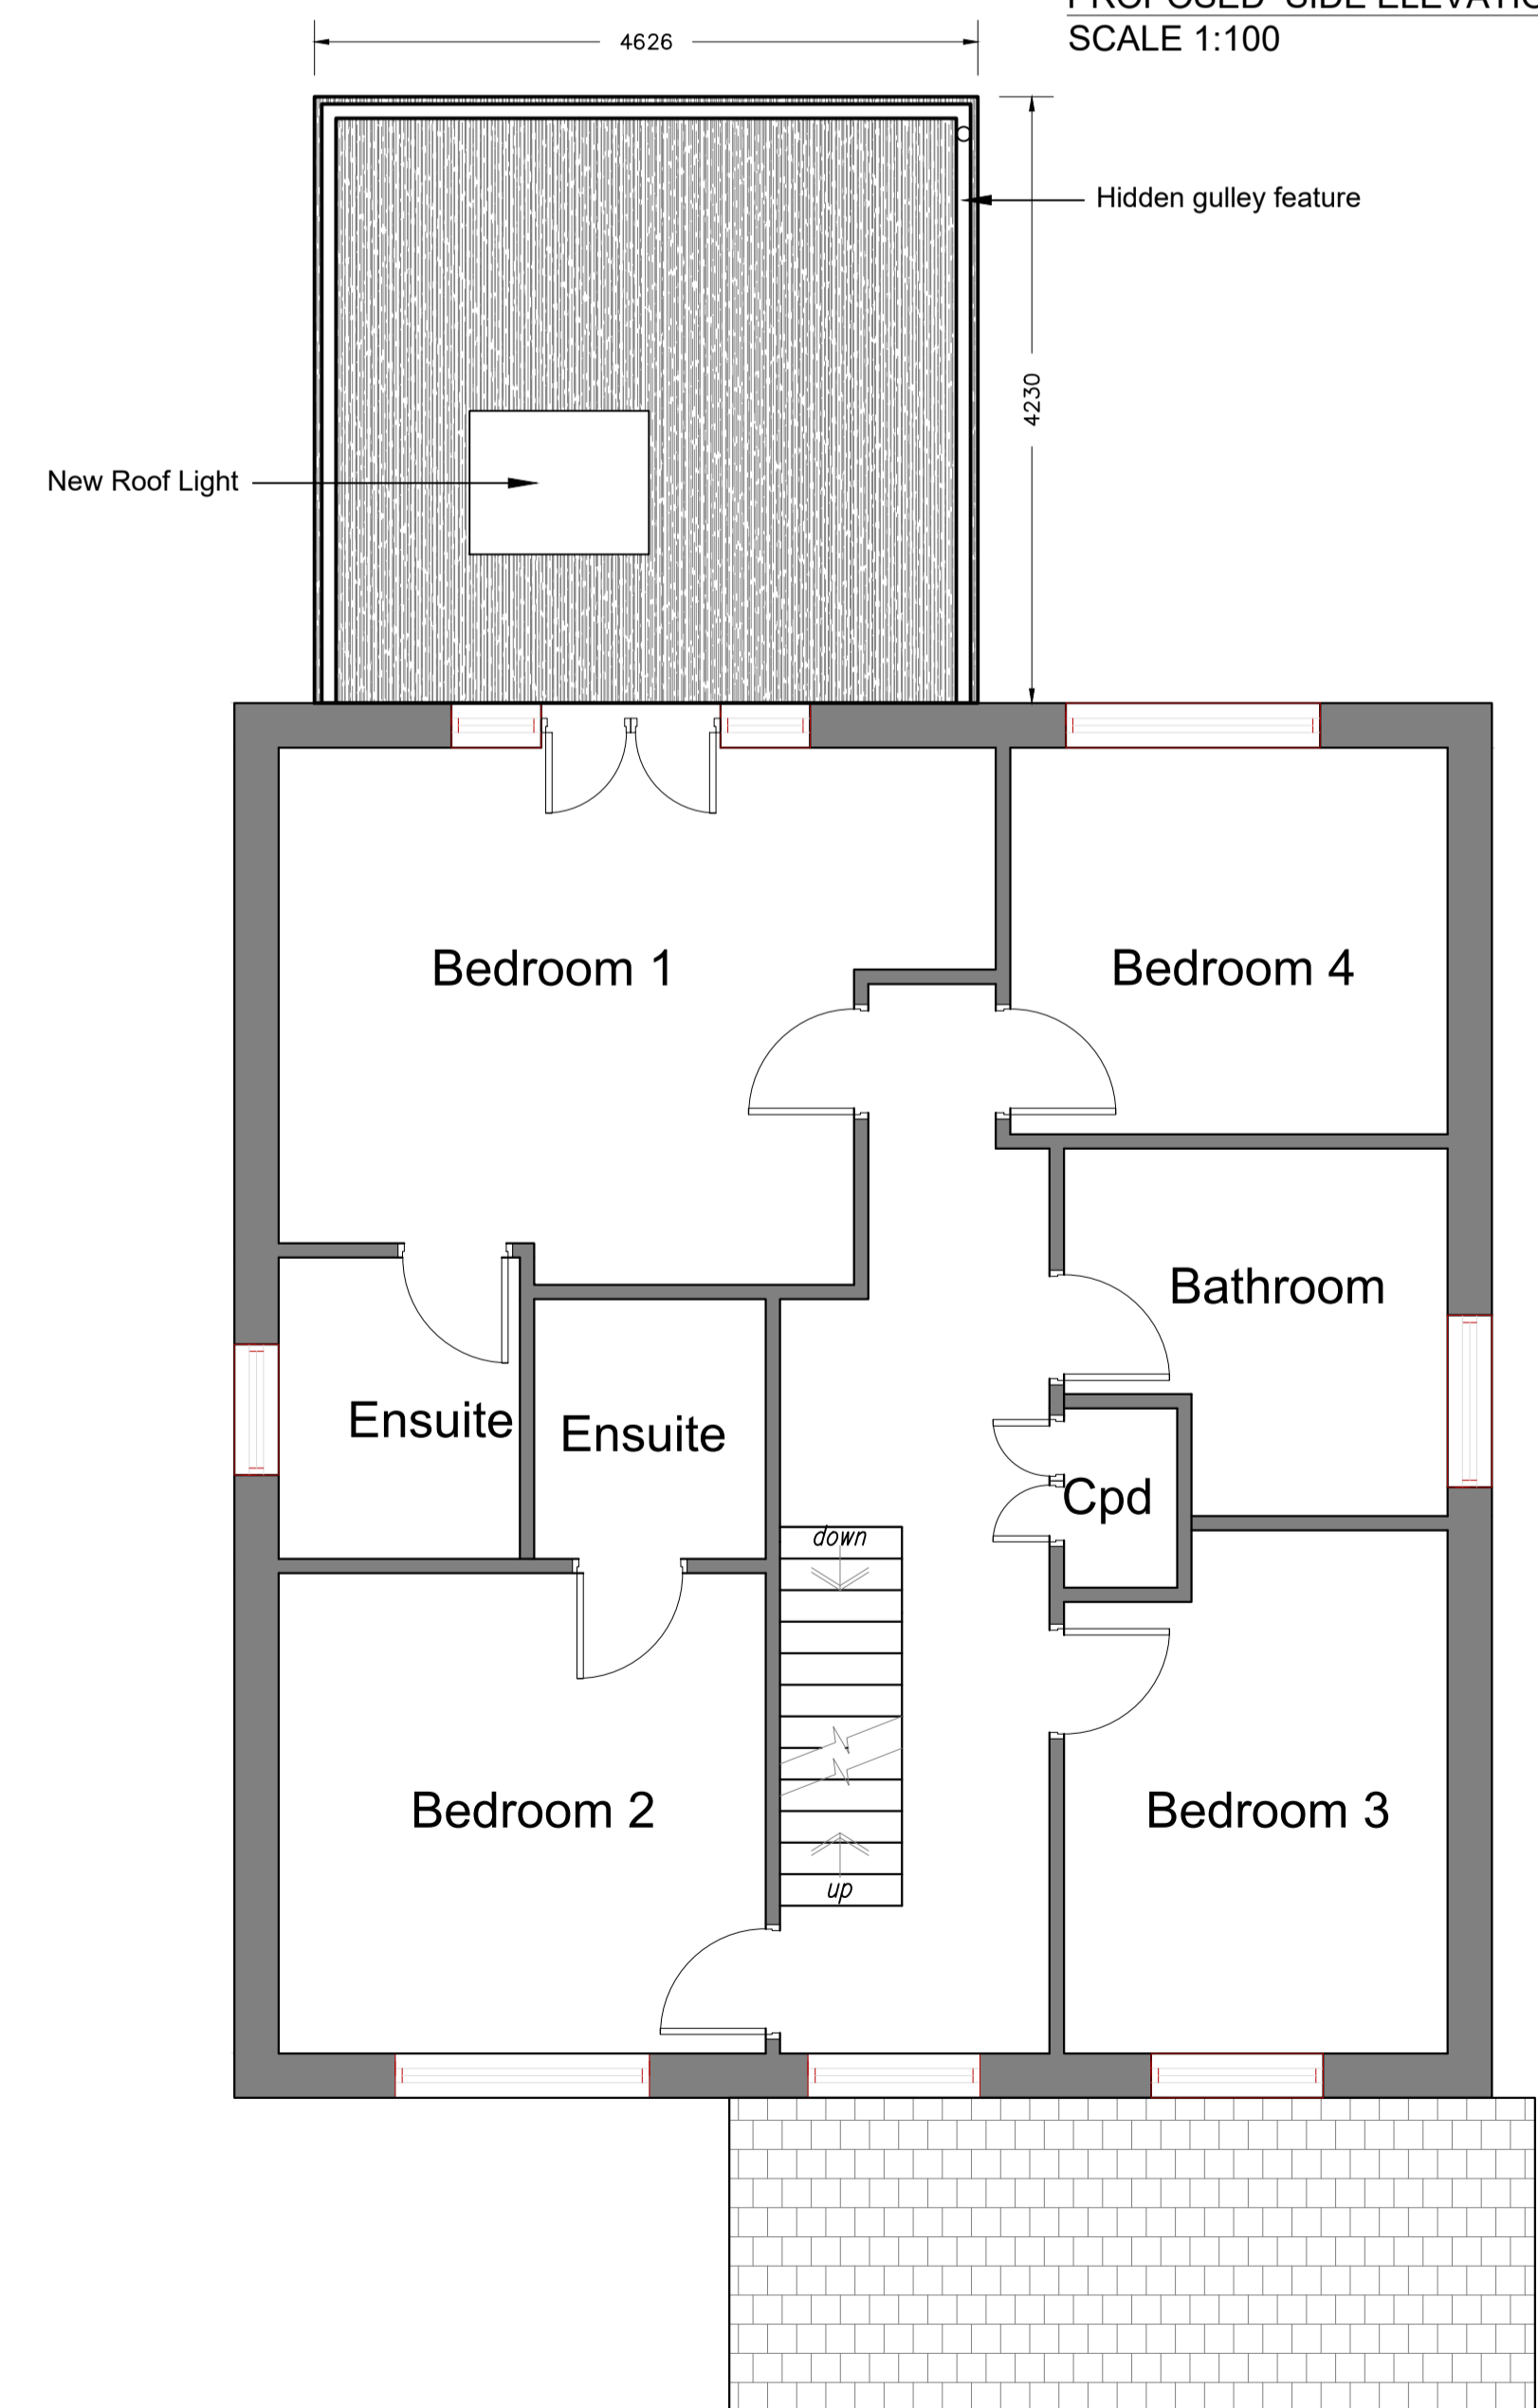 SCALE 1:100
4626
Hidden gulley feature
4230
New Roof Light
Bedroom 1
Bedroom 4
Bathroom
Ensuite
Ensuite
Cpd
down
Bedroom 2
Bedroom 3
up